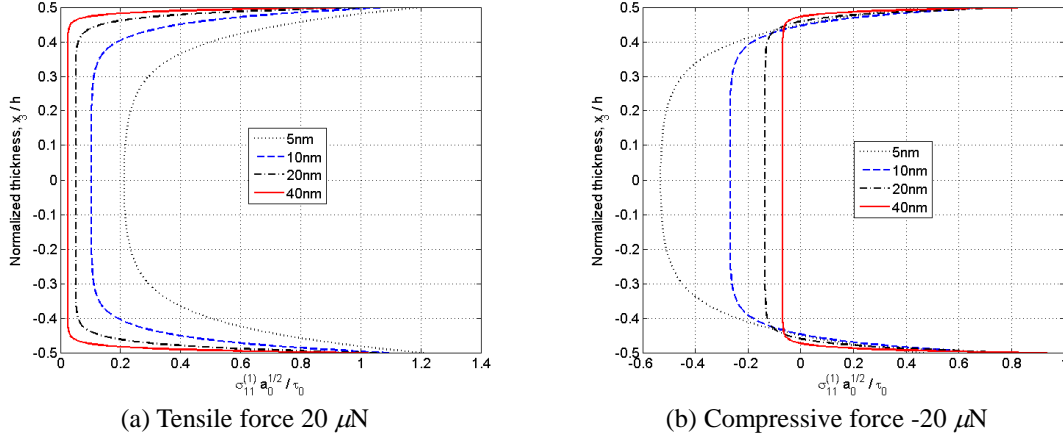 0.5
0.4
0.3
0.2
0.1
0
-0.1
-0.2
-0.3
-0.4
-0.5
Normalized thickness, x₃ / h
5nm
10nm
20nm
40nm
0 0.2 0.4 0.6 0.8 1 1.2 1.4
σ₁₁⁽¹⁾ a₀^1/2 / τ₀
(a) Tensile force 20 μN
0.5
0.4
0.3
0.2
0.1
0
-0.1
-0.2
-0.3
-0.4
-0.5
Normalized thickness, x₃ / h
5nm
10nm
20nm
40nm
-0.6 -0.4 -0.2 0 0.2 0.4 0.6 0.8
σ₁₁⁽¹⁾ a₀^1/2 / τ₀
(b) Compressive force -20 μN